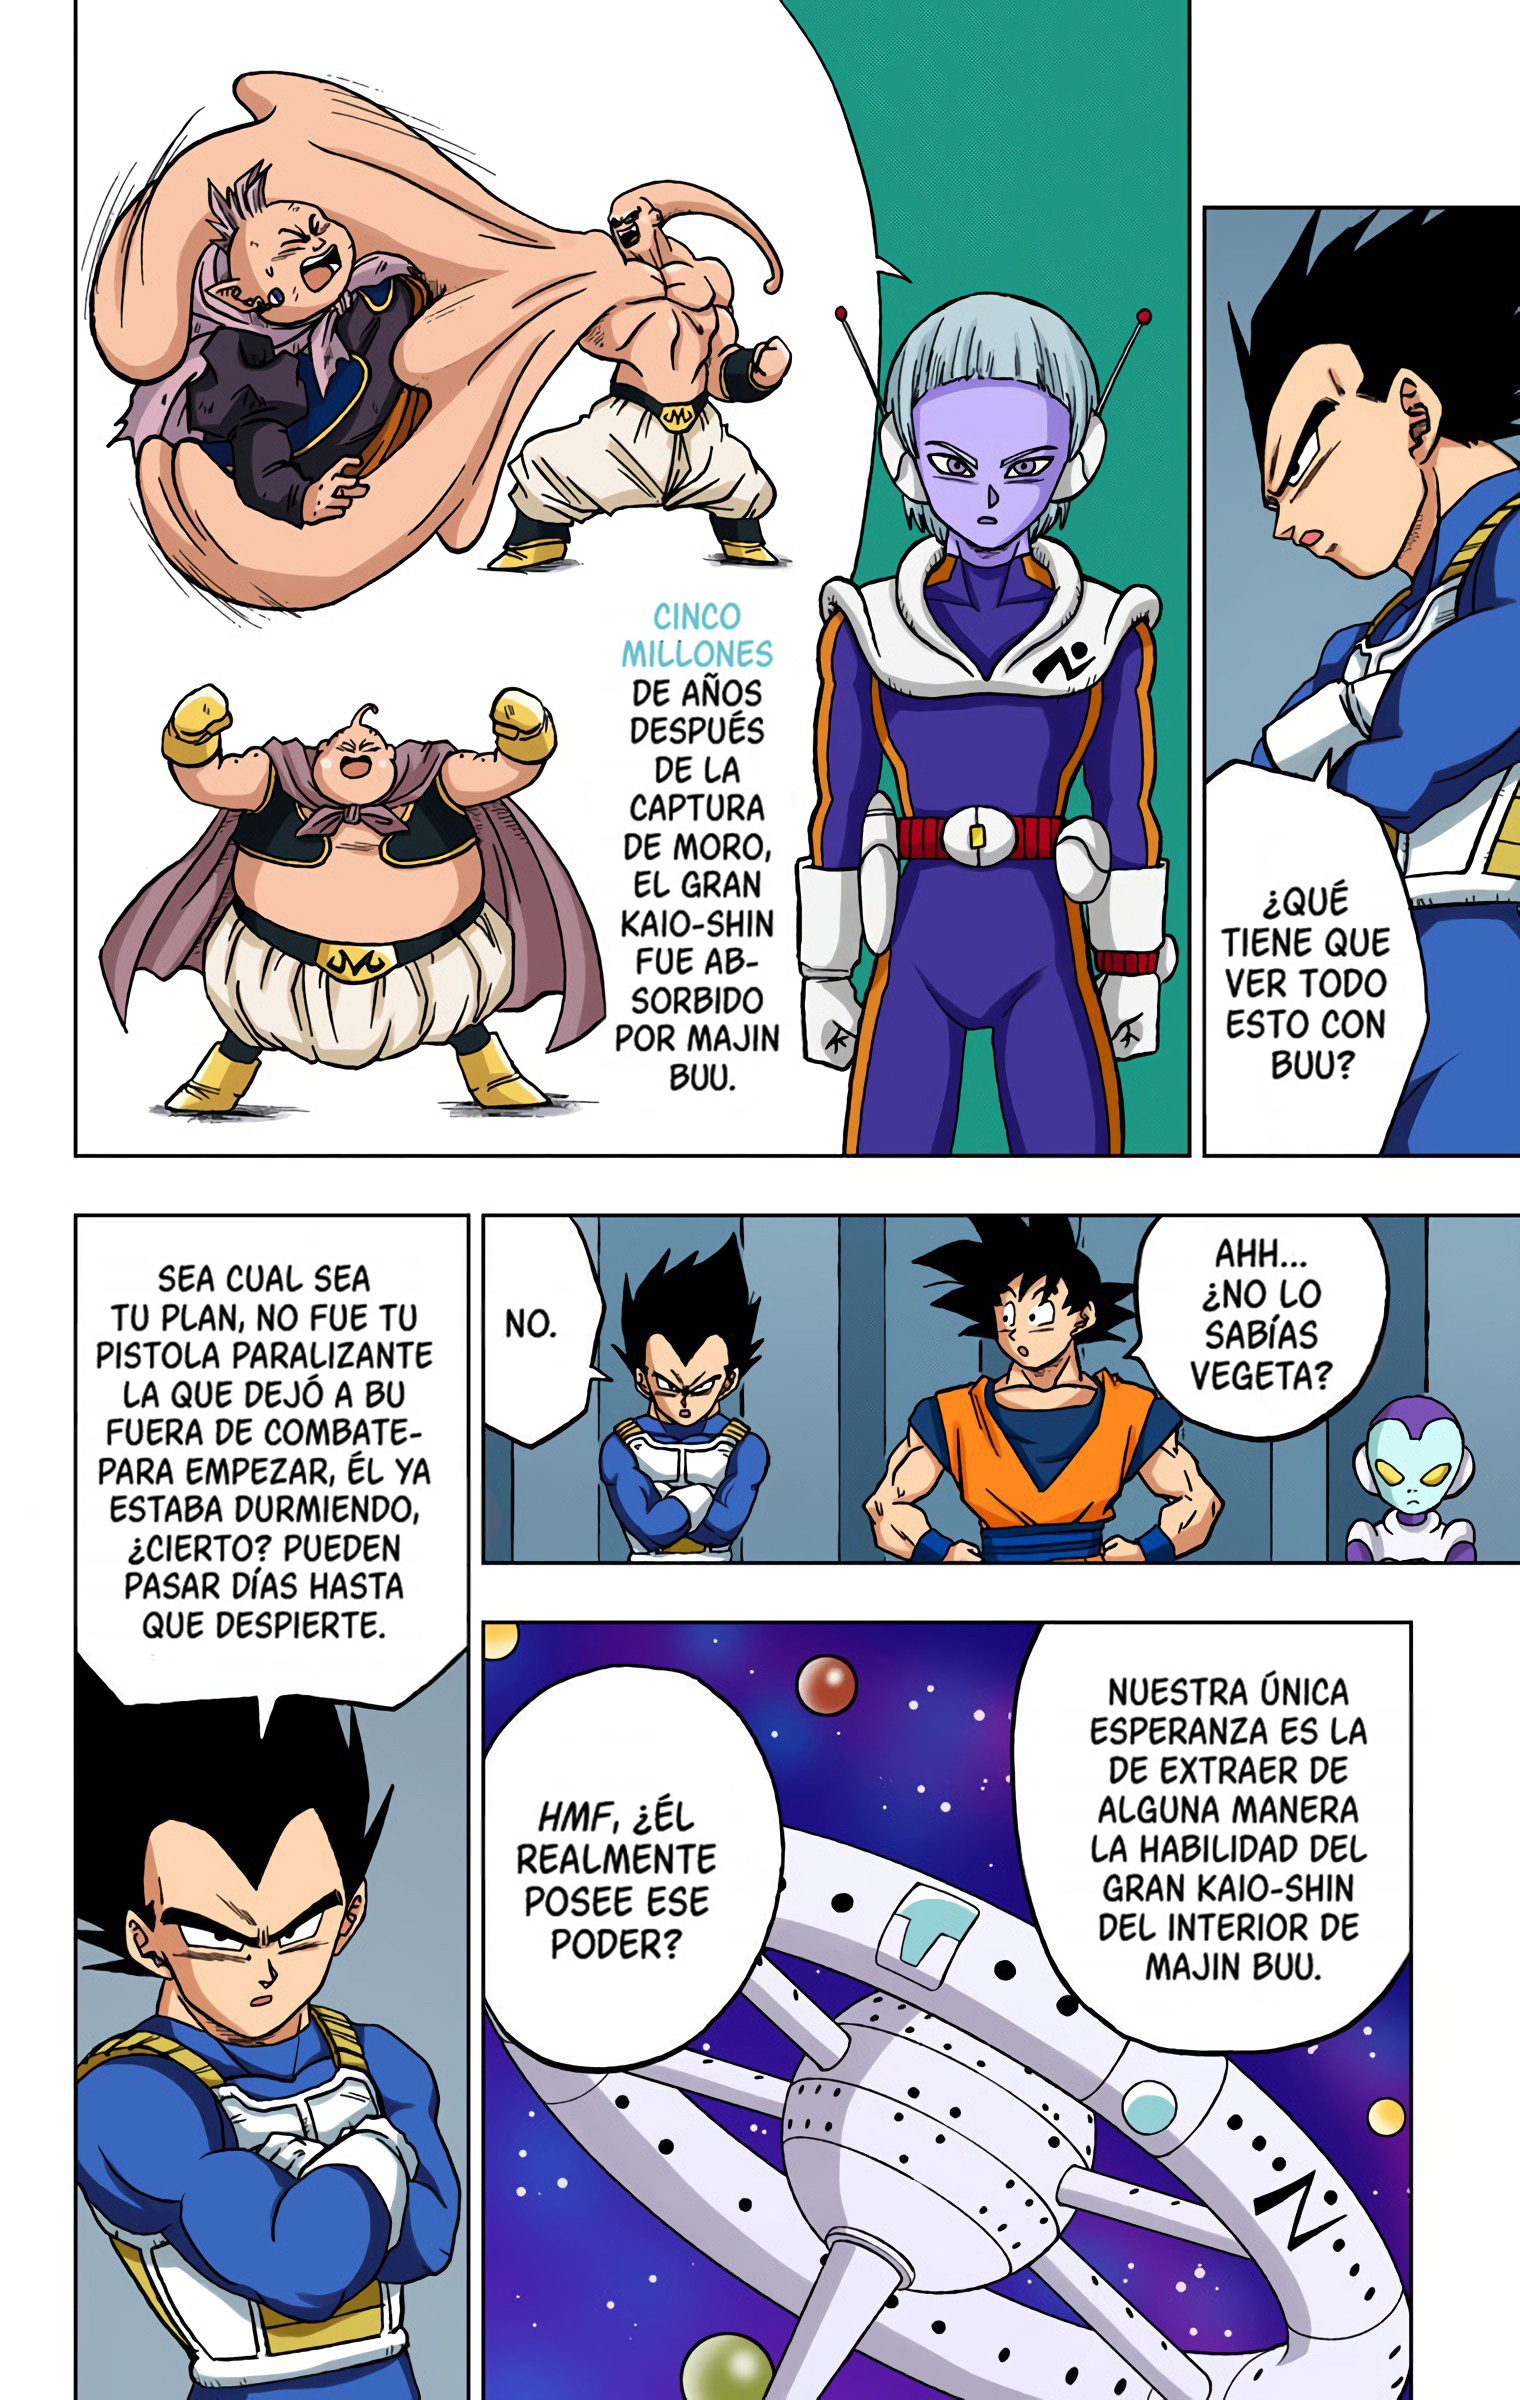 ¿QUÉ
TIENE QUE
VER TODO
ESTO CON
BUU?
CINCO
MILLONES
DE AÑOS
DESPUÉS
DE LA
CAPTURA
DE MORO,
EL GRAN
KAIO-SHIN
FUE AB-
SORBIDO
POR MAJIN
BUU.
AHH...
¿NO LO
SABÍAS
VEGETA?
NO.
NUESTRA ÚNICA
ESPERANZA ES LA
DE EXTRAER DE
ALGUNA MANERA
LA HABILIDAD DEL
GRAN KAIO-SHIN
DEL INTERIOR DE
MAJIN BUU.
HMF, ¿ÉL
REALMENTE
POSEE ESE
PODER?
SEA CUAL SEA
TU PLAN, NO FUE TU
PISTOLA PARALIZANTE
LA QUE DEJÓ A BU
FUERA DE COMBATE-
PARA EMPEZAR, ÉL YA
ESTABA DURMIENDO,
¿CIERTO? PUEDEN
PASAR DÍAS HASTA
QUE DESPIERTE.